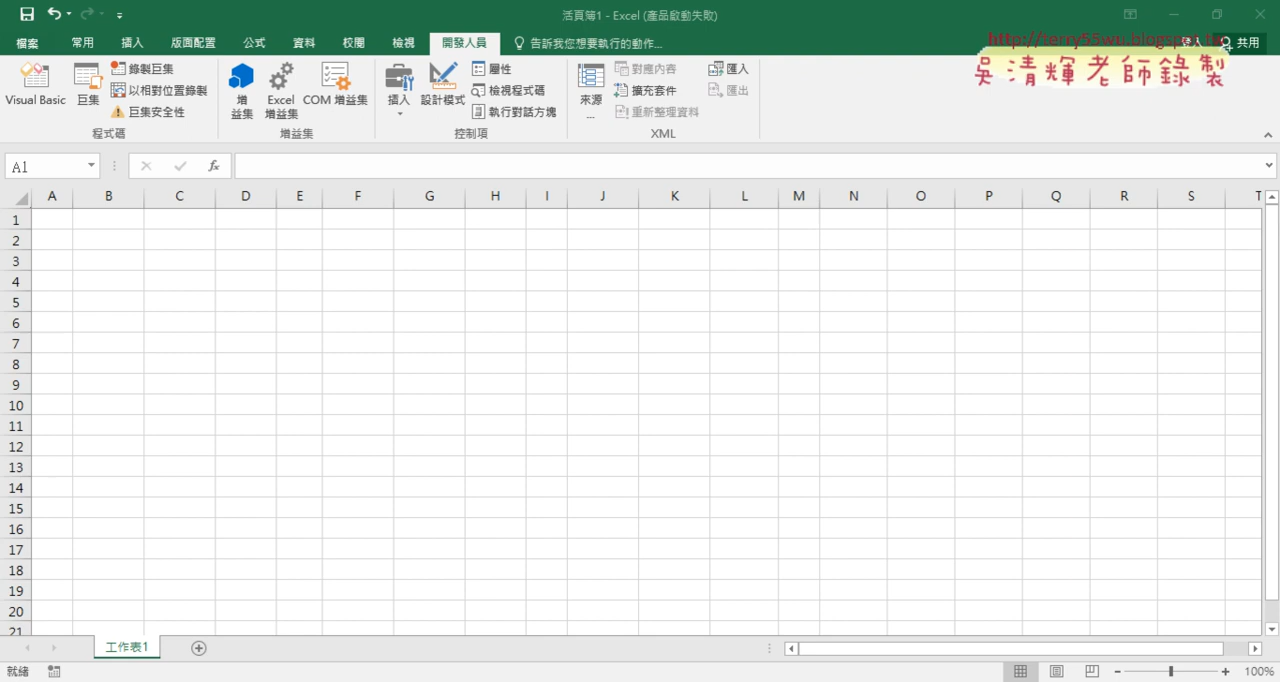 活頁簿1 - Excel (產品啟動失敗)
http://terry55wu.blogspot.tw
吳清輝老師錄製
檔案 常用 插入 版面配置 公式 資料 校閱 檢視 開發人員 告訴我您想要執行的動作... 登入 共用
Visual Basic 巨集 錄製巨集 以相對位置錄製 巨集安全性
程式碼
增益集 Excel 增益集 COM 增益集
增益集
插入 設計模式 屬性 檢視程式碼 執行對話方塊
控制項
來源... 對應內容 擴充套件 重新整理資料 匯入 匯出
XML
A1 fx
A B C D E F G H I J K L M N O P Q R S T
1
2
3
4
5
6
7
8
9
10
11
12
13
14
15
16
17
18
19
20
21
工作表1
就緒 100%